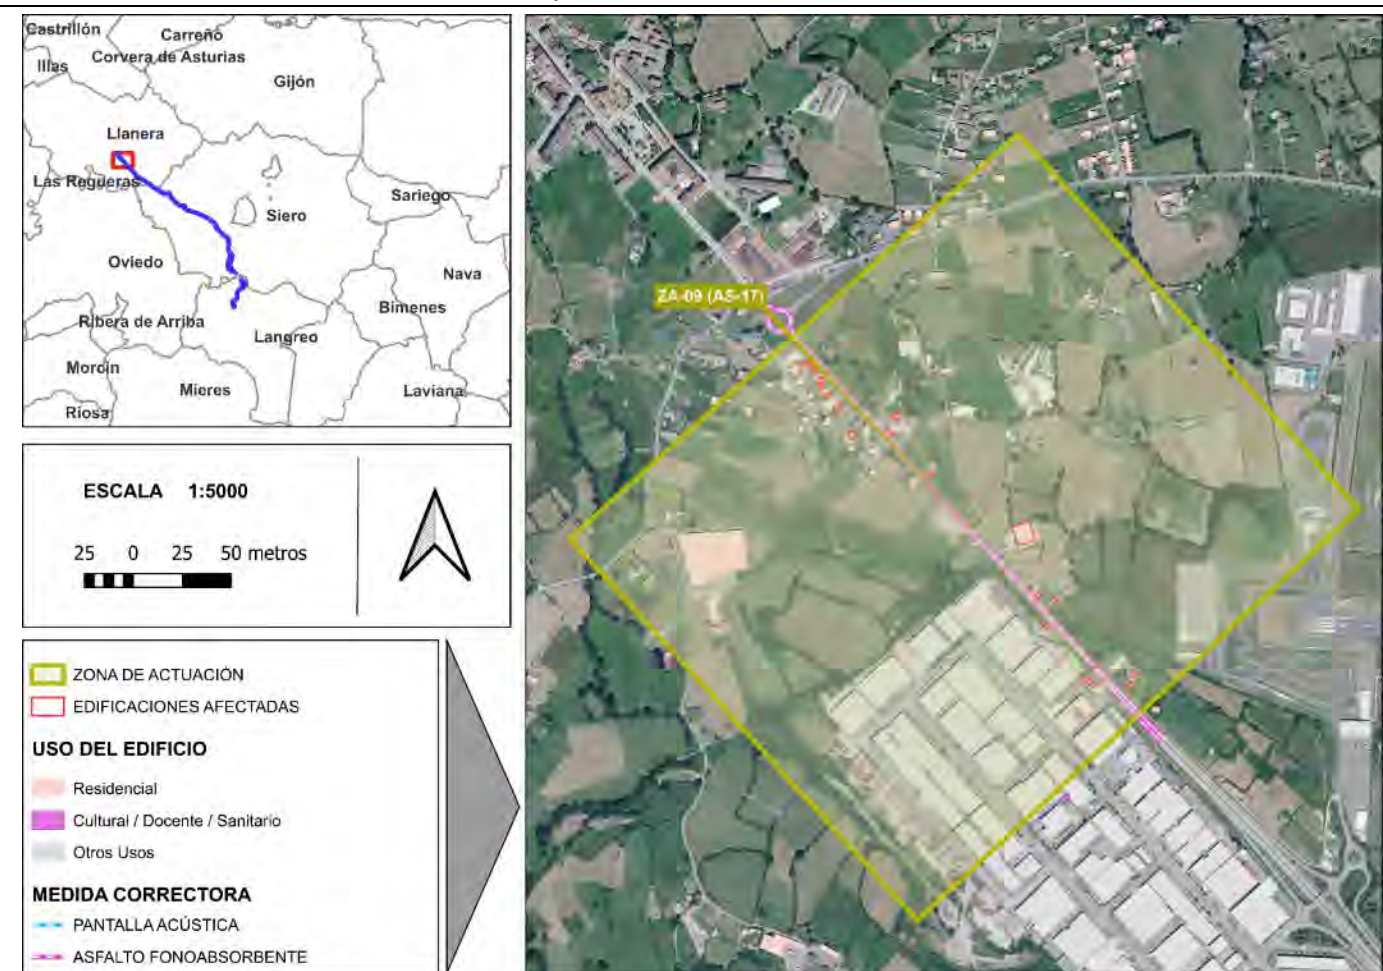 Castrillón
Carreño
Illas
Corvera de Asturias
Gijón
Llanera
Las Regueras
Sariego
Siero
Oviedo
Nava
Bimenes
Ribera de Arriba
Langreo
Morcín
Mieres
Laviana
Riosa
ESCALA 1:5000
25 0 25 50 metros
ZONA DE ACTUACIÓN
EDIFICACIONES AFECTADAS
USO DEL EDIFICIO
Residencial
Cultural / Docente / Sanitario
Otros Usos
MEDIDA CORRECTORA
PANTALLA ACÚSTICA
ASFALTO FONOABSORBENTE
ZA-09 (AS-17)